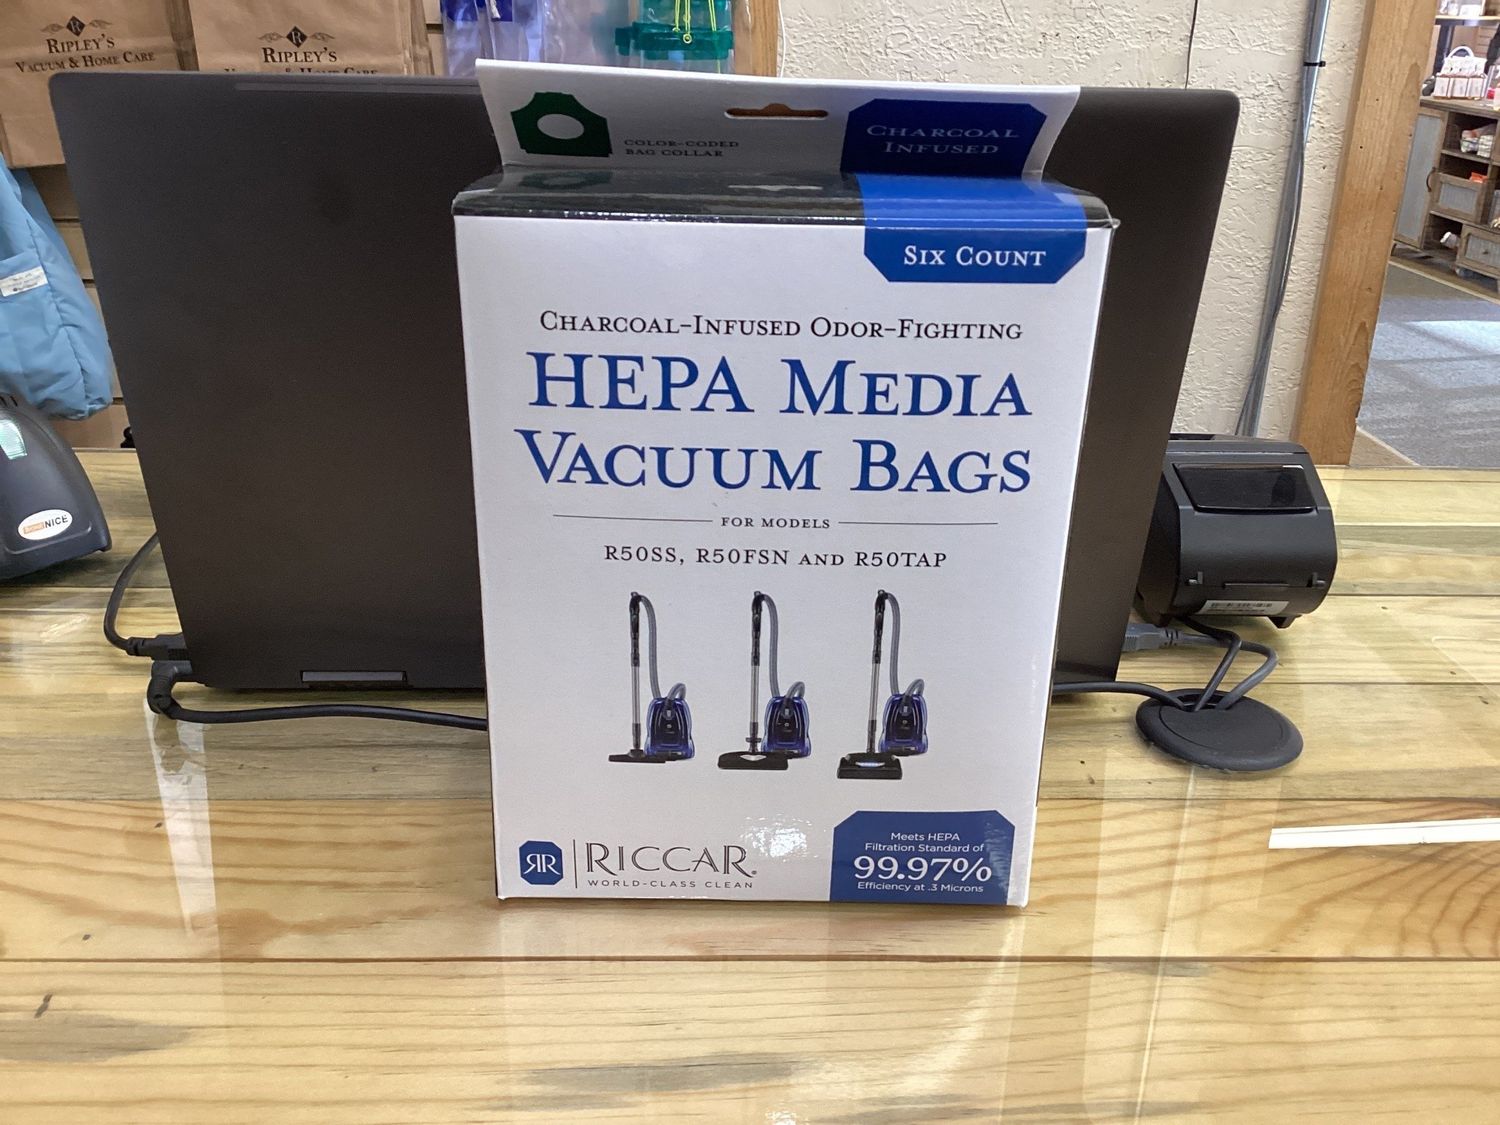 RIPLEY'S
VACUUM & HOME CARE
RIPLEY'S
COLOR-CODED
BAG COLLAR
CHARCOAL
INFUSED
SIX COUNT
CHARCOAL-INFUSED ODOR-FIGHTING
HEPA MEDIA
VACUUM BAGS
FOR MODELS
R50SS, R50FSN AND R50TAP
RICCAR®
WORLD-CLASS CLEAN
Meets HEPA
Filtration Standard of
99.97%
Efficiency at .3 Microns
NICE